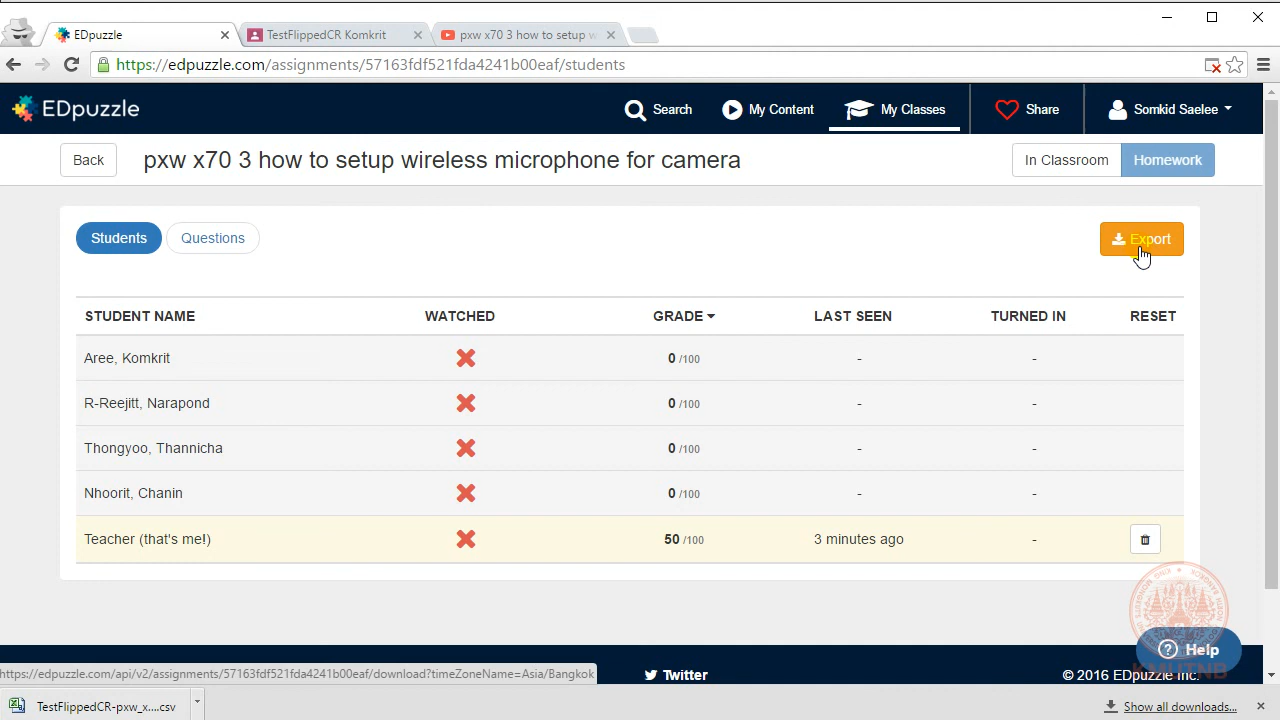 EDpuzzle
TestFlippedCR Komkrit
pxw x70 3 how to setup w
https://edpuzzle.com/assignments/57163fdf521fda4241b00eaf/students
EDpuzzle
Search
My Content
My Classes
Share
Somkid Saelee
Back
pxw x70 3 how to setup wireless microphone for camera
In Classroom
Homework
Students
Questions
Export
STUDENT NAME WATCHED GRADE LAST SEEN TURNED IN RESET
Aree, Komkrit 0 /100 - -
R-Reejitt, Narapond 0 /100 - -
Thongyoo, Thannicha 0 /100 - -
Nhoorit, Chanin 0 /100 - -
Teacher (that's me!) 50 /100 3 minutes ago -
Help
https://edpuzzle.com/api/v2/assignments/57163fdf521fda4241b00eaf/download?timeZoneName=Asia/Bangkok
Twitter
© 2016 EDpuzzle Inc.
KMUTNB
TestFlippedCR-pxw_x....csv
Show all downloads...